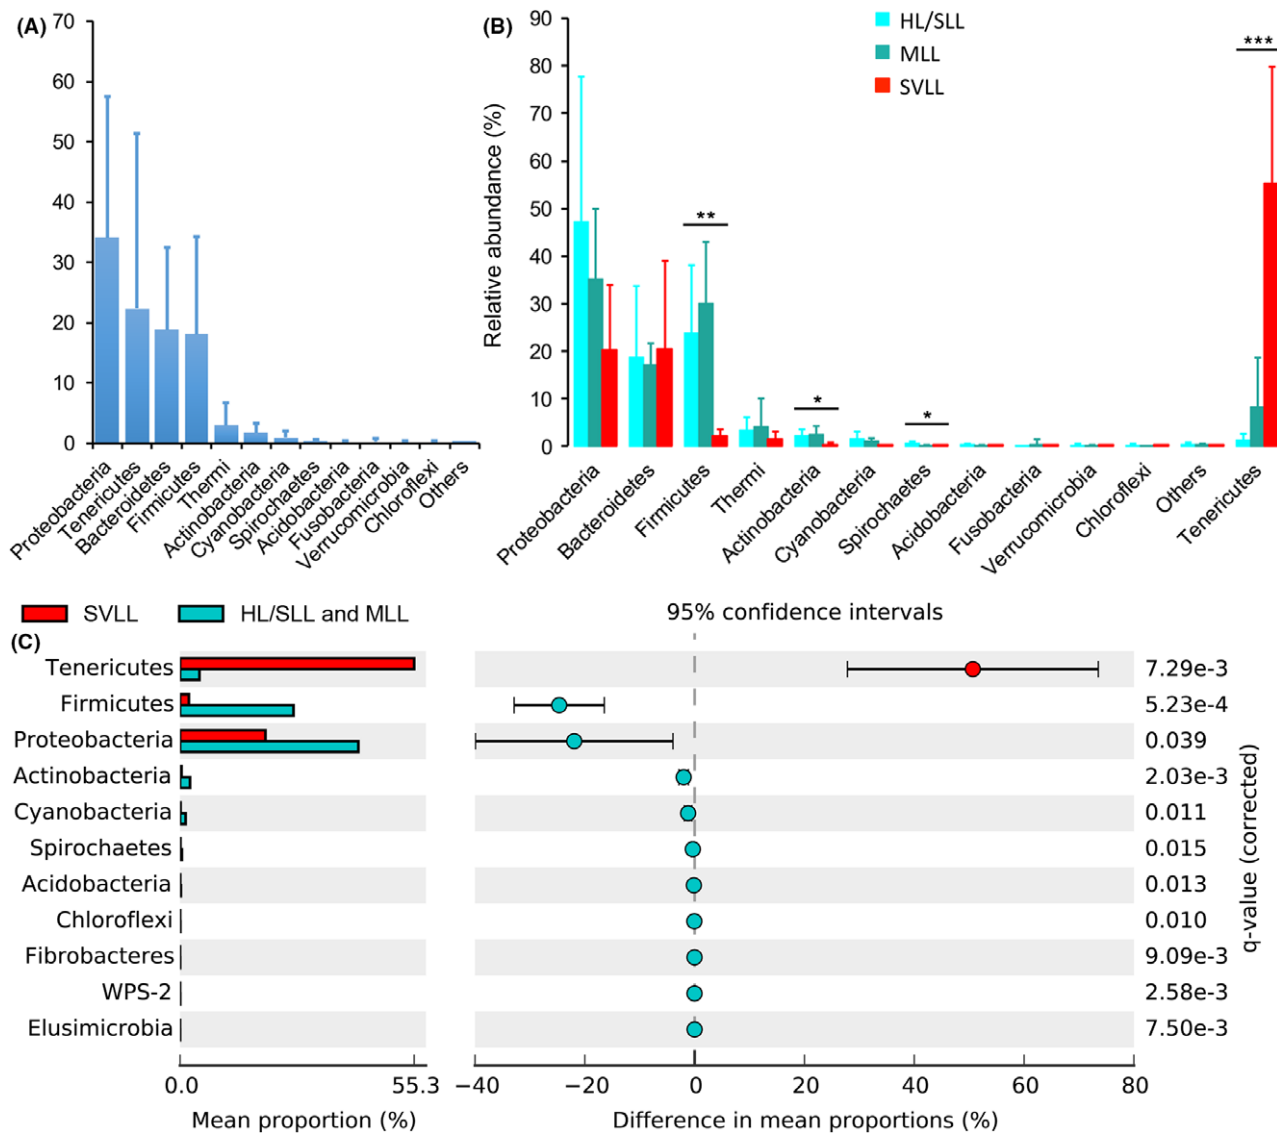 (A)
70
60
50
40
30
20
10
0
Proteobacteria
Tenericutes
Bacteroidetes
Firmicutes
Thermi
Actinobacteria
Cyanobacteria
Spirochaetes
Acidobacteria
Fusobacteria
Verrucomicrobia
Chloroflexi
Others
(B)
Relative abundance (%)
90
80
70
60
50
40
30
20
10
0
HL/SLL
MLL
SVLL
**
*
*
***
Proteobacteria
Bacteroidetes
Firmicutes
Thermi
Actinobacteria
Cyanobacteria
Spirochaetes
Acidobacteria
Fusobacteria
Verrucomicrobia
Chloroflexi
Others
Tenericutes
SVLL
HL/SLL and MLL
95% confidence intervals
(C)
Tenericutes 7.29e-3
Firmicutes 5.23e-4
Proteobacteria 0.039
Actinobacteria 2.03e-3
Cyanobacteria 0.011
Spirochaetes 0.015
Acidobacteria 0.013
Chloroflexi 0.010
Fibrobacteres 9.09e-3
WPS-2 2.58e-3
Elusimicrobia 7.50e-3
q-value (corrected)
0.0 55.3 −40 −20 0 20 40 60 80
Mean proportion (%)
Difference in mean proportions (%)